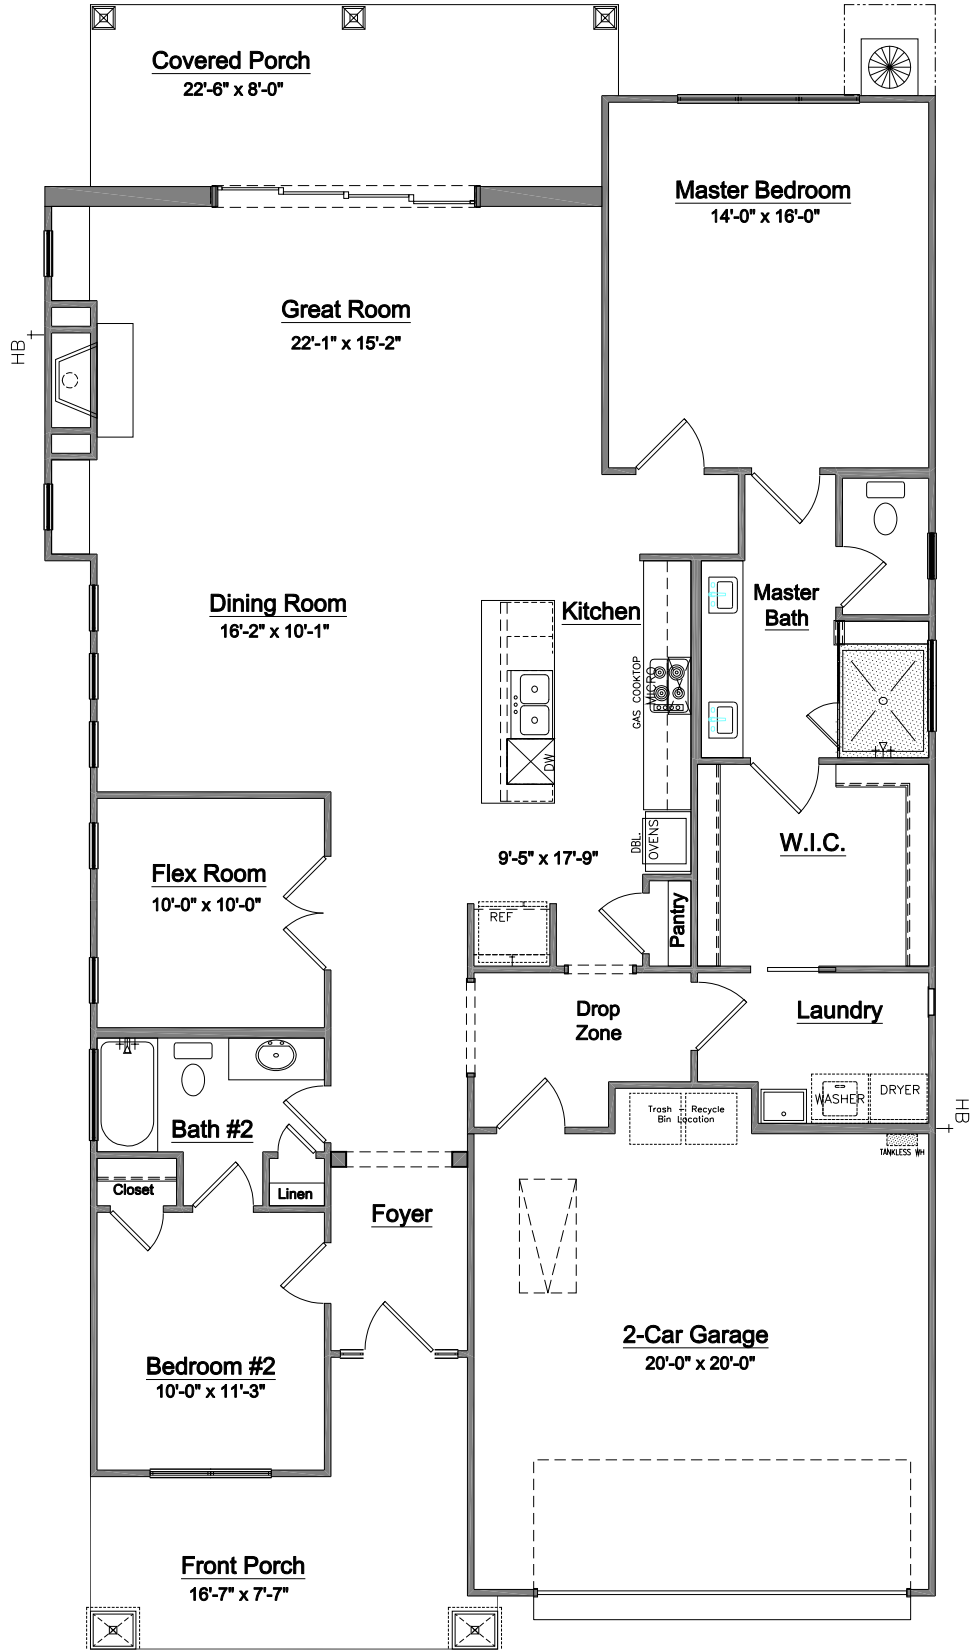 Covered Porch
22'-6" x 8'-0"
Master Bedroom
14'-0" x 16'-0"
Great Room
22'-1" x 15'-2"
HB
Dining Room
16'-2" x 10'-1"
Kitchen
Master
Bath
GAS COOKTOP
MICRO
DW
DBL.
OVENS
9'-5" x 17'-9"
W.I.C.
Flex Room
10'-0" x 10'-0"
REF
Pantry
Drop
Zone
Laundry
WASHER
DRYER
Trash - Recycle
Bin Location
HB
TANKLESS WH
Bath #2
Closet
Linen
Foyer
2-Car Garage
20'-0" x 20'-0"
Bedroom #2
10'-0" x 11'-3"
Front Porch
16'-7" x 7'-7"